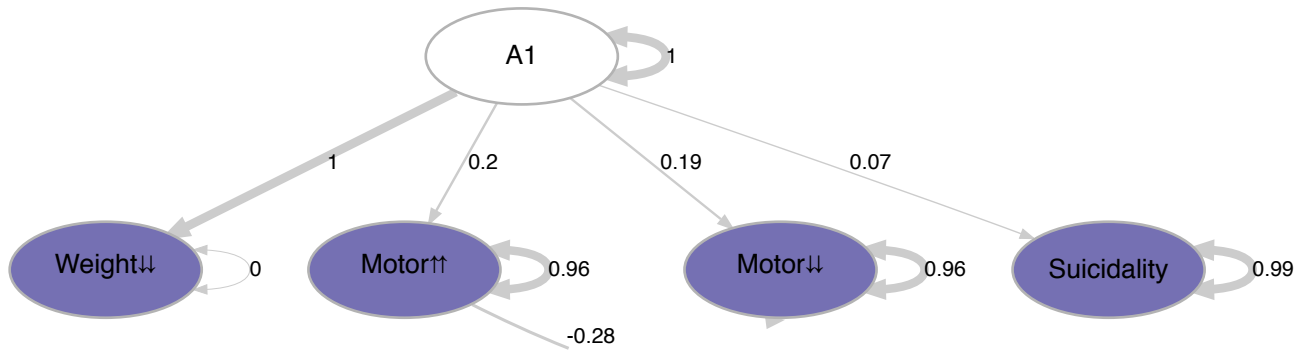 A1
1
1
0.2
0.19
0.07
Weight⇊
0
Motor⇈
0.96
Motor⇊
0.96
Suicidality
0.99
-0.28